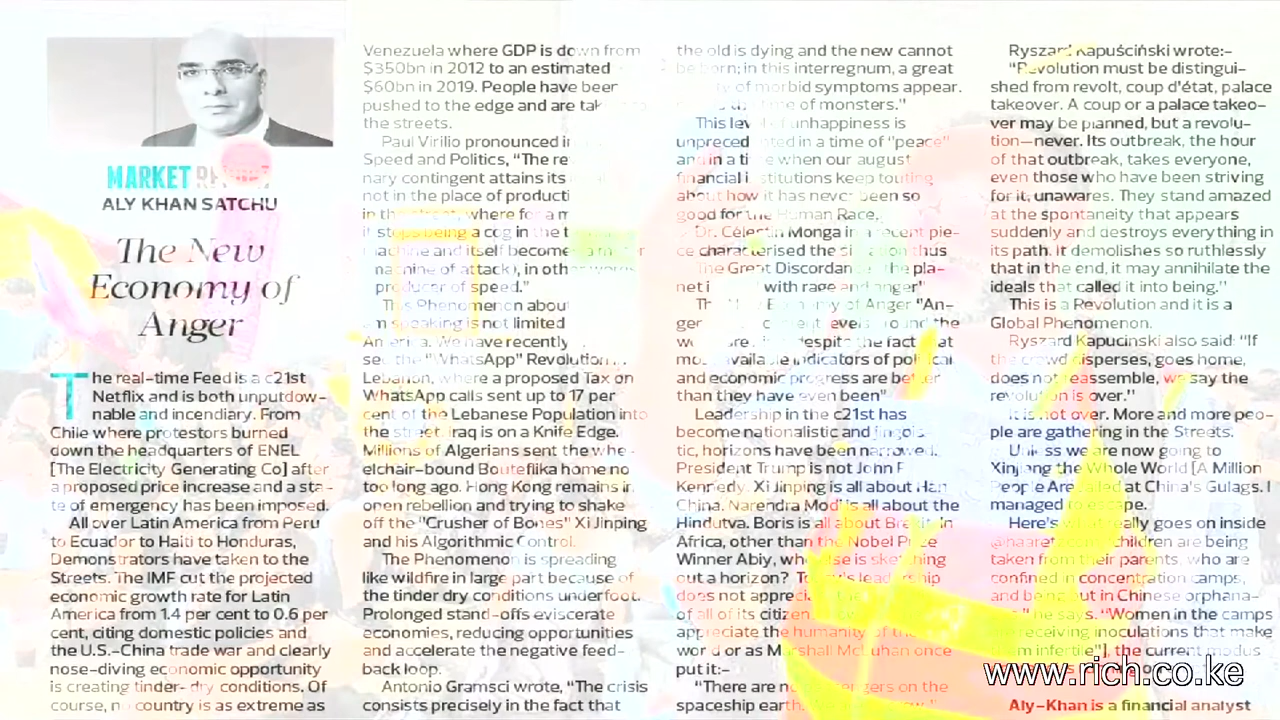 MARKET
ALY KHAN SATCHU
The New
Economy of
Anger
The real-time Feed is a c21st
Netflix and is both unputdow-
nable and incendiary. From
Chile where protestors burned
down the headquarters of ENEL
[The Electricity Generating Co] after
a proposed price increase and a sta-
te of emergency has been imposed.
All over Latin America from Peru
to Ecuador to Haiti to Honduras,
Demonstrators have taken to the
Streets. The IMF cut the projected
economic growth rate for Latin
America from 1.4 per cent to 0.6 per
cent, citing domestic policies and
the U.S.-China trade war and clearly
nose-diving economic opportunity
is creating tinder-dry conditions. Of
course, no country is as extreme as
Venezuela where GDP is down from
$350bn in 2012 to an estimated
$60bn in 2019. People have been
pushed to the edge and are
the streets.
Paul Virilio pronounced in
Speed and Politics, "The
contingent attains its
not in the place of
in the street, where for a
it stops being a cog in the
machine and itself becomes a
machine of attack), in other words
producer of speed."
This Phenomenon about
am speaking is not limited
America. We have recently
see the "WhatsApp" Revolution
Lebanon, where a proposed Tax on
WhatsApp calls sent up to 17 per
cent of the Lebanese Population into
the street. Iraq is on a Knife Edge.
Millions of Algerians sent the whe-
elchair-bound Bouteflika home no
too long ago. Hong Kong remains in
open rebellion and trying to shake
off the "Crusher of Bones" Xi Jinping
and his Algorithmic Control.
The Phenomenon is spreading
like wildfire in large part because of
the tinder dry conditions underfoot.
Prolonged stand-offs eviscerate
economies, reducing opportunities
and accelerate the negative feed-
back loop.
Antonio Gramsci wrote, "The crisis
consists precisely in the fact that
the old is dying and the new cannot
be born; in this interregnum, a great
of morbid symptoms appear.
of monsters."
This level of unhappiness is
unprecedented in a time of "peace"
and in a time when our august
financial institutions keep touting
about how it has never been so
good for the Human Race.
Dr. Célestin Monga in a recent pie-
ce characterised the situation thus
The Great Discordance the pla-
net with rage and anger"
The Economy of Anger "An-
ger levels around the
despite the fact that
most available indicators of political
and economic progress are better
than they have even been"
Leadership in the c21st has
become nationalistic and jingois-
tic, horizons have been narrowed.
President Trump is not John F
Kennedy. Xi Jinping is all about Han
China. Narendra Modi is all about
Hindutva. Boris is all about Brexit. In
Africa, other than the Nobel Prize
Winner Abiy, who else is sketching
out a horizon? Today's leadership
does not appreciate
of all of its citizens
appreciate the humanity of the
world or as Marshall McLuhan once
put it:-
"There are no passengers on the
spaceship earth.
Ryszard Kapuściński wrote:-
"Revolution must be distingui-
shed from revolt, coup d'état, palace
takeover. A coup or a palace takeo-
ver may be planned, but a revolu-
tion—never. Its outbreak, the hour
of that outbreak, takes everyone,
even those who have been striving
for it, unawares. They stand amazed
at the spontaneity that appears
suddenly and destroys everything in
its path. It demolishes so ruthlessly
that in the end, it may annihilate the
ideals that called it into being."
This is a Revolution and it is a
Global Phenomenon.
Ryszard Kapucinski also said: "If
the crowd disperses, goes home,
does not reassemble, we say the
revolution is over."
It is not over. More and more peo-
ple are gathering in the Streets.
Unless we are now going to
Xinjiang the Whole World [A Million
People Are Jailed at China's Gulags. I
managed to escape.
Here's what really goes on inside
children are being
taken from their parents, who are
confined in concentration camps,
and being put in Chinese orphana-
he says. "Women in the camps
receiving inoculations that make
them infertile"], the current modus
Aly-Khan is a financial analyst
www.rich.co.ke